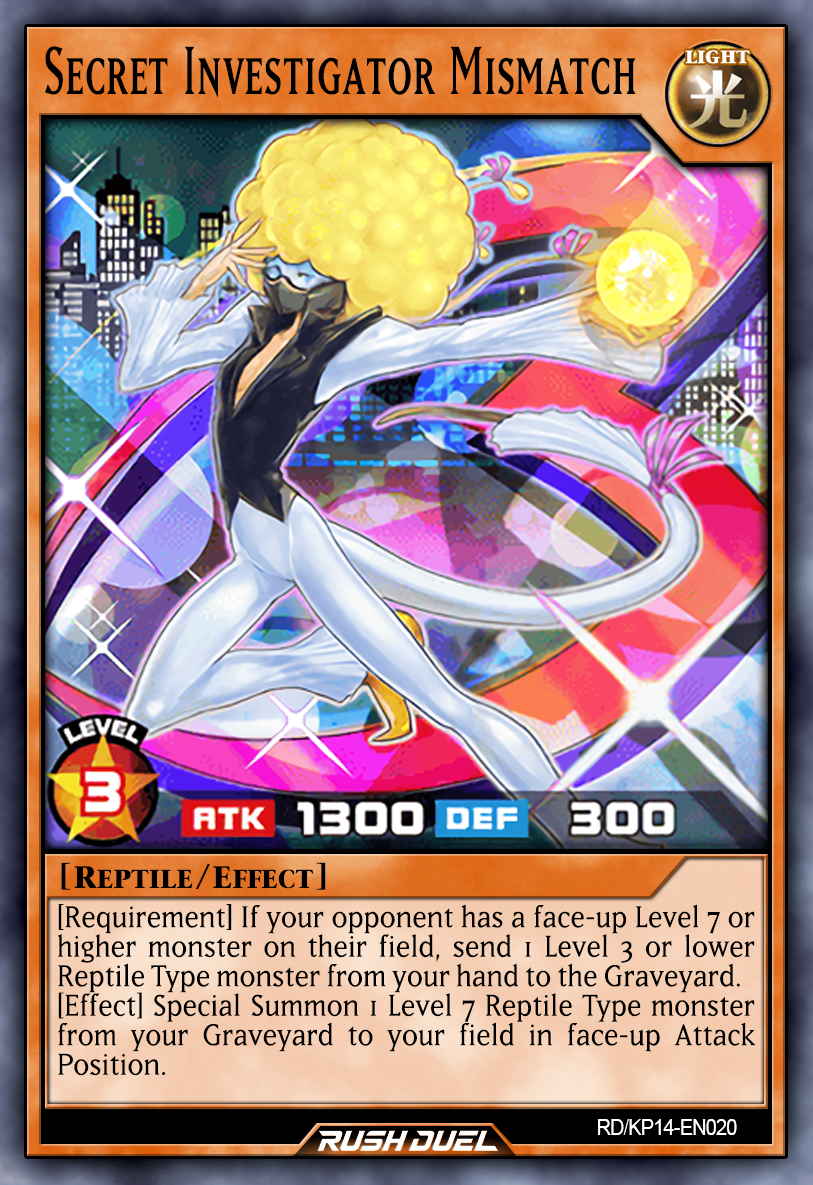 Secret Investigator Mismatch
LIGHT
光
LEVEL
3
ATK 1300 DEF 300
[Reptile/Effect]
[Requirement] If your opponent has a face-up Level 7 or
higher monster on their field, send 1 Level 3 or lower
Reptile Type monster from your hand to the Graveyard.
[Effect] Special Summon 1 Level 7 Reptile Type monster
from your Graveyard to your field in face-up Attack
Position.
RD/KP14-EN020
RUSH DUEL